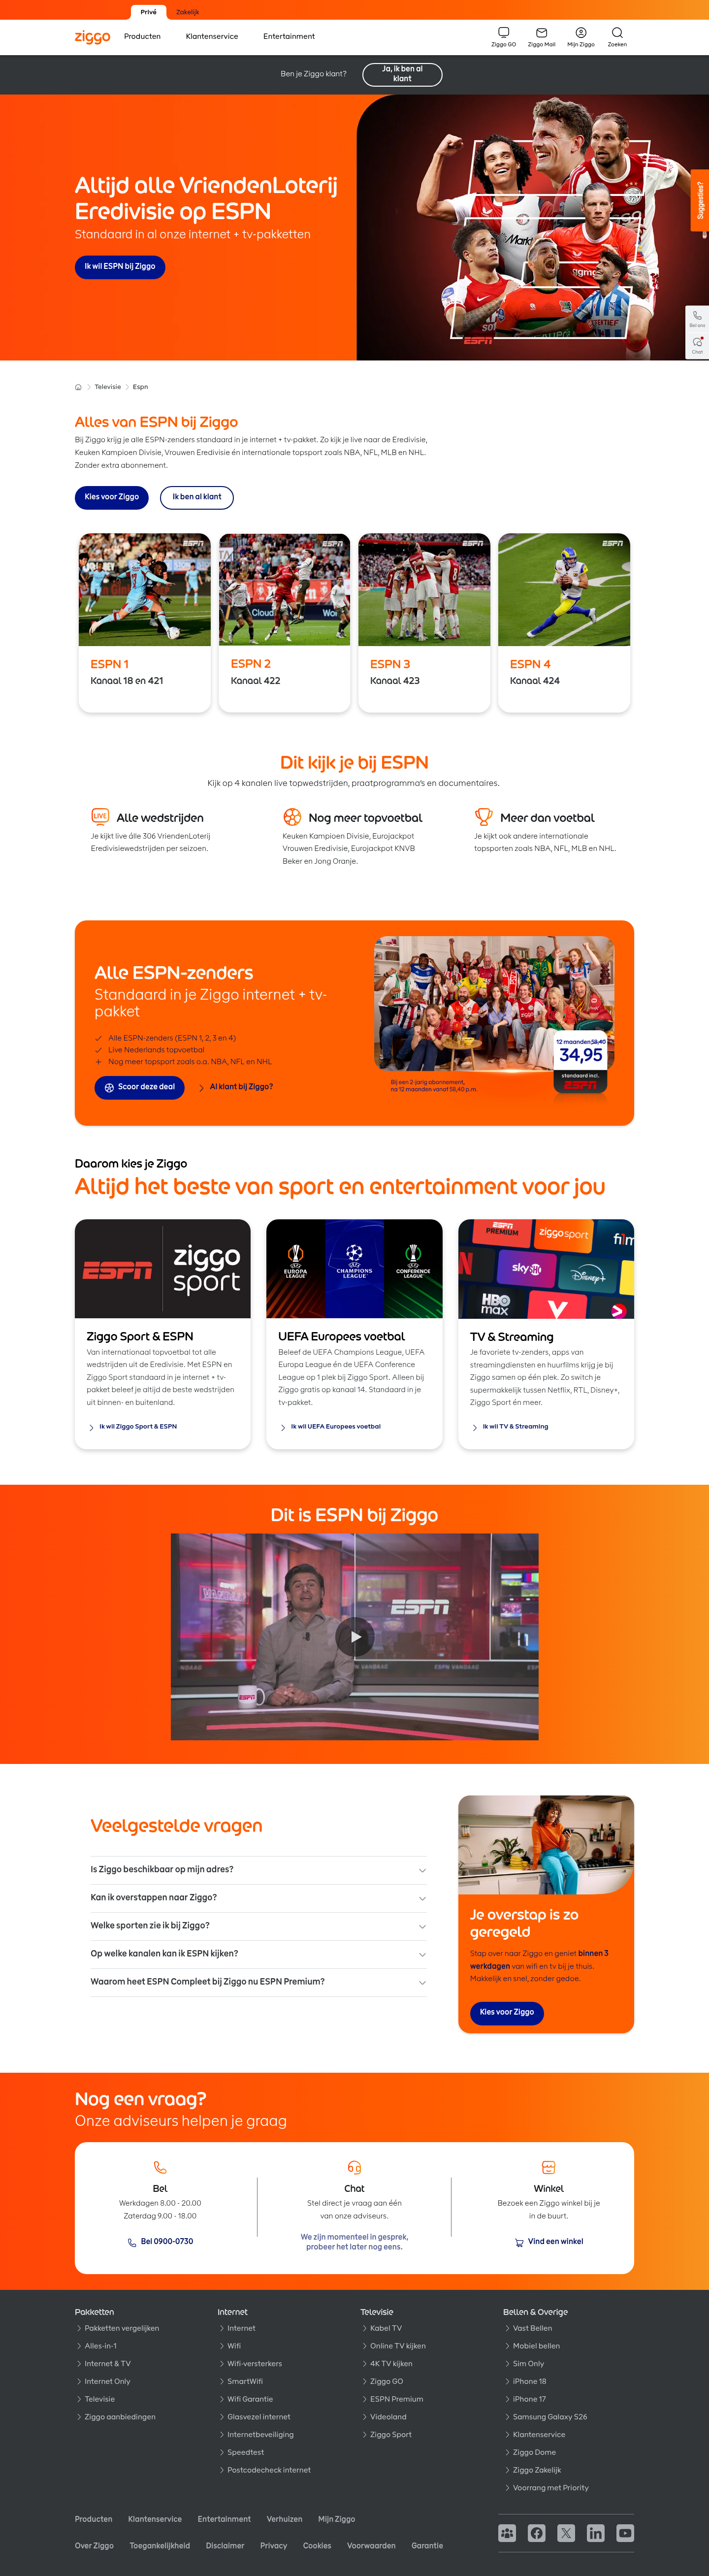 Privé
Zakelijk
ziggo
Producten
Klantenservice
Entertainment
Ziggo GO
Ziggo Mail
Mijn Ziggo
Zoeken
Ben je Ziggo klant?
Ja, ik ben al
klant
Altijd alle VriendenLoterij
Eredivisie op ESPN
Standaard in al onze internet + tv-pakketten
Ik wil ESPN bij Ziggo
ESPN
Suggesties?
Bel ons
Chat
Televisie
Espn
Alles van ESPN bij Ziggo
Bij Ziggo krijg je alle ESPN-zenders standaard in je internet + tv-pakket. Zo kijk je live naar de Eredivisie,
Keuken Kampioen Divisie, Vrouwen Eredivisie én internationale topsport zoals NBA, NFL, MLB en NHL.
Zonder extra abonnement.
Kies voor Ziggo
Ik ben al klant
ESPN
ESPN
ESPN
ESPN
ESPN 1
Kanaal 18 en 421
ESPN 2
Kanaal 422
ESPN 3
Kanaal 423
ESPN 4
Kanaal 424
Dit kijk je bij ESPN
Kijk op 4 kanalen live topwedstrijden, praatprogramma's en documentaires.
LIVE
Alle wedstrijden
Je kijkt live álle 306 VriendenLoterij
Eredivisiewedstrijden per seizoen.
Nog meer topvoetbal
Keuken Kampioen Divisie, Eurojackpot
Vrouwen Eredivisie, Eurojackpot KNVB
Beker en Jong Oranje.
Meer dan voetbal
Je kijkt ook andere internationale
topsporten zoals NBA, NFL, MLB en NHL.
Alle ESPN-zenders
Standaard in je Ziggo internet + tv-
pakket
Alle ESPN-zenders (ESPN 1, 2, 3 en 4)
Live Nederlands topvoetbal
Nog meer topsport zoals o.a. NBA, NFL en NHL
Scoor deze deal
Al klant bij Ziggo?
12 maanden 59,40
34,95
standaard incl.
ESPN
Bij een 2-jarig abonnement,
na 12 maanden vanaf 59,40 p.m.
Daarom kies je Ziggo
Altijd het beste van sport en entertainment voor jou
ESPN
ziggo
sport
EUROPA
LEAGUE
CHAMPIONS
LEAGUE
CONFERENCE
LEAGUE
ESPN
PREMIUM
ziggo sport
film1
skyshowtime
Disney+
HBO
max
Ziggo Sport & ESPN
Van internationaal topvoetbal tot alle
wedstrijden uit de Eredivisie. Met ESPN en
Ziggo Sport standaard in je internet + tv-
pakket beleef je altijd de beste wedstrijden
uit binnen- en buitenland.
Ik wil Ziggo Sport & ESPN
UEFA Europees voetbal
Beleef de UEFA Champions League, UEFA
Europa League én de UEFA Conference
League op 1 plek bij Ziggo Sport. Alleen bij
Ziggo gratis op kanaal 14. Standaard in je
tv-pakket.
Ik wil UEFA Europees voetbal
TV & Streaming
Je favoriete tv-zenders, apps van
streamingdiensten en huurfilms krijg je bij
Ziggo samen op één plek. Zo switch je
supermakkelijk tussen Netflix, RTL, Disney+,
Ziggo Sport én meer.
Ik wil TV & Streaming
Dit is ESPN bij Ziggo
ESPN
ESPN
Veelgestelde vragen
Is Ziggo beschikbaar op mijn adres?
Kan ik overstappen naar Ziggo?
Welke sporten zie ik bij Ziggo?
Op welke kanalen kan ik ESPN kijken?
Waarom heet ESPN Compleet bij Ziggo nu ESPN Premium?
Je overstap is zo
geregeld
Stap over naar Ziggo en geniet binnen 3
werkdagen van wifi en tv bij je thuis.
Makkelijk en snel, zonder gedoe.
Kies voor Ziggo
Nog een vraag?
Onze adviseurs helpen je graag
Bel
Werkdagen 8.00 - 20.00
Zaterdag 9.00 - 18.00
Bel 0900-0730
Chat
Stel direct je vraag aan één
van onze adviseurs.
We zijn momenteel in gesprek,
probeer het later nog eens.
Winkel
Bezoek een Ziggo winkel bij je
in de buurt.
Vind een winkel
Pakketten
Pakketten vergelijken
Alles-in-1
Internet & TV
Internet Only
Televisie
Ziggo aanbiedingen
Internet
Internet
Wifi
Wifi-versterkers
SmartWifi
Wifi Garantie
Glasvezel internet
Internetbeveiliging
Speedtest
Postcodecheck internet
Televisie
Kabel TV
Online TV kijken
4K TV kijken
Ziggo GO
ESPN Premium
Videoland
Ziggo Sport
Bellen & Overige
Vast Bellen
Mobiel bellen
Sim Only
iPhone 18
iPhone 17
Samsung Galaxy S26
Klantenservice
Ziggo Dome
Ziggo Zakelijk
Voorrang met Priority
Producten
Klantenservice
Entertainment
Verhuizen
Mijn Ziggo
Over Ziggo
Toegankelijkheid
Disclaimer
Privacy
Cookies
Voorwaarden
Garantie